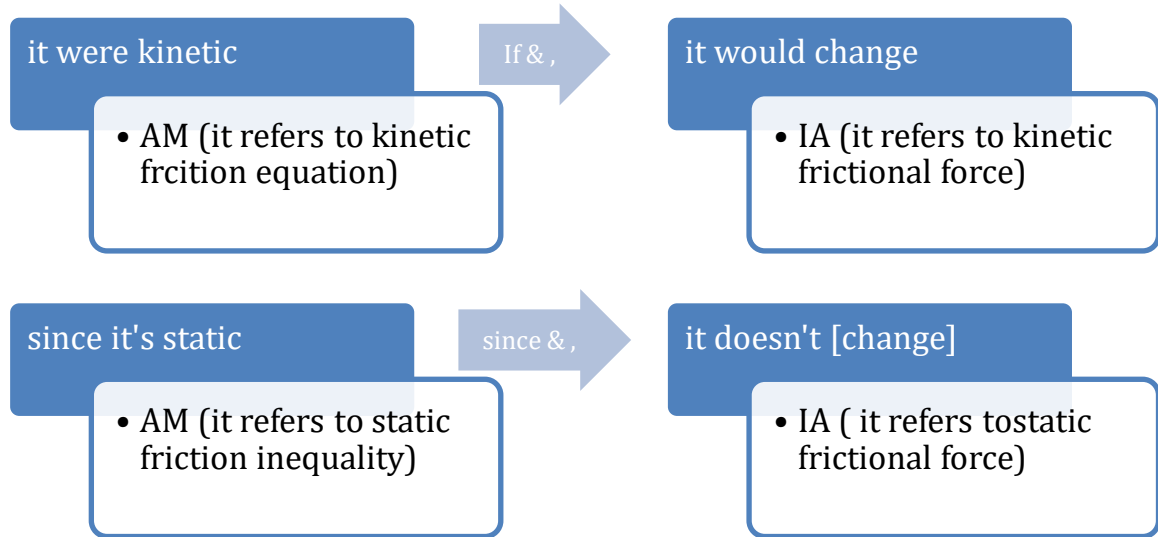 it were kinetic
If & ,
it would change
• AM (it refers to kinetic
frcition equation)
• IA (it refers to kinetic
frictional force)
since it's static
since & ,
it doesn't [change]
• AM (it refers to static
friction inequality)
• IA ( it refers tostatic
frictional force)